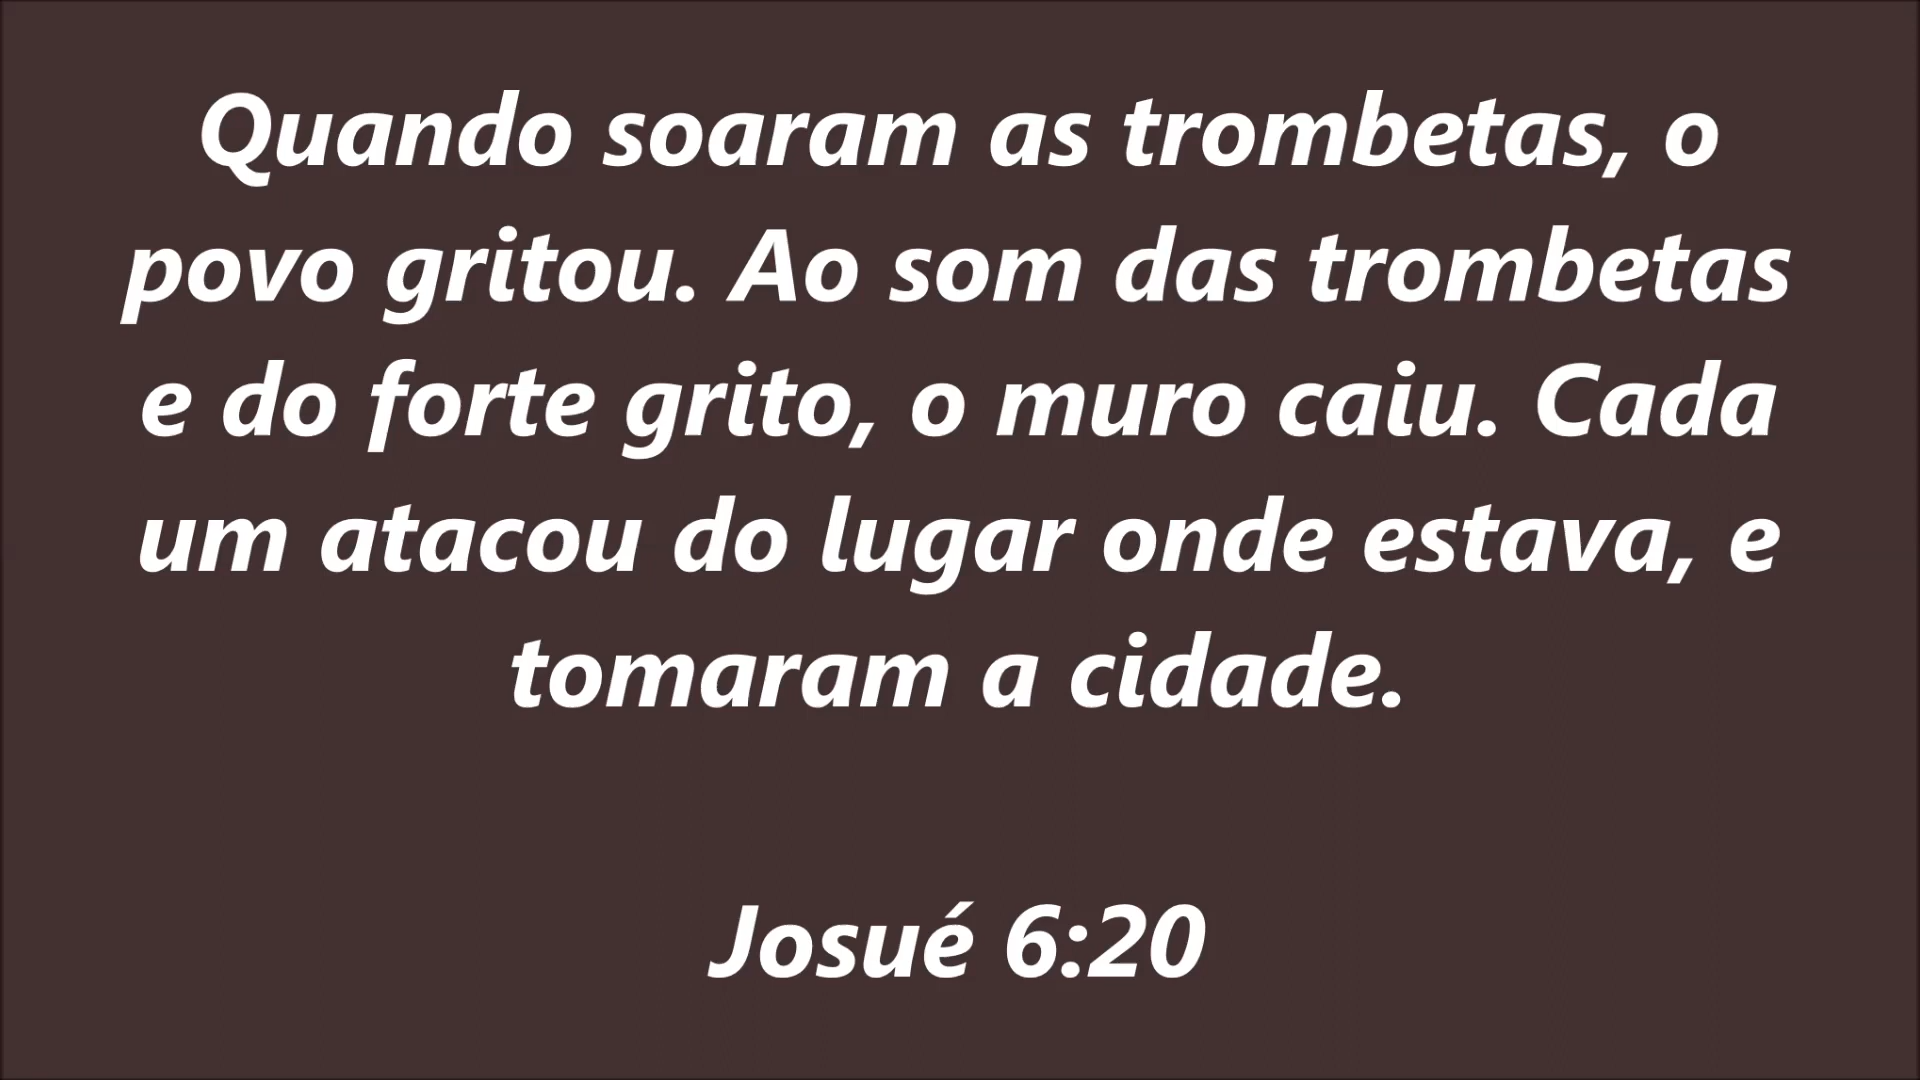 Quando soaram as trombetas, o
povo gritou. Ao som das trombetas
e do forte grito, o muro caiu. Cada
um atacou do lugar onde estava, e
tomaram a cidade.
Josué 6:20